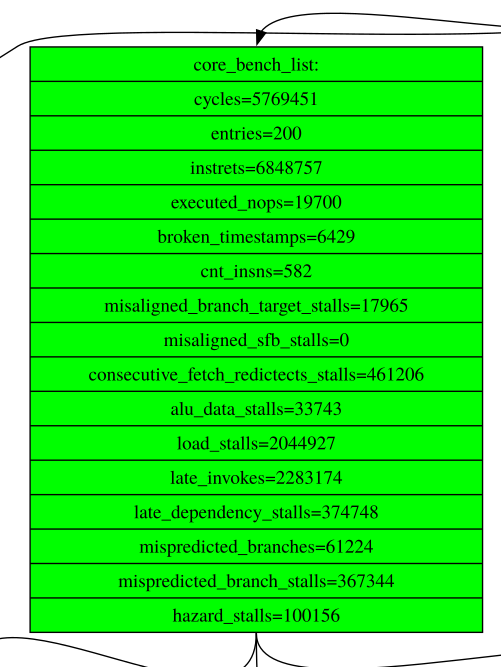 core_bench_list:
cycles=5769451
entries=200
instrets=6848757
executed_nops=19700
broken_timestamps=6429
cnt_insns=582
misaligned_branch_target_stalls=17965
misaligned_sfb_stalls=0
consecutive_fetch_redictects_stalls=461206
alu_data_stalls=33743
load_stalls=2044927
late_invokes=2283174
late_dependency_stalls=374748
mispredicted_branches=61224
mispredicted_branch_stalls=367344
hazard_stalls=100156